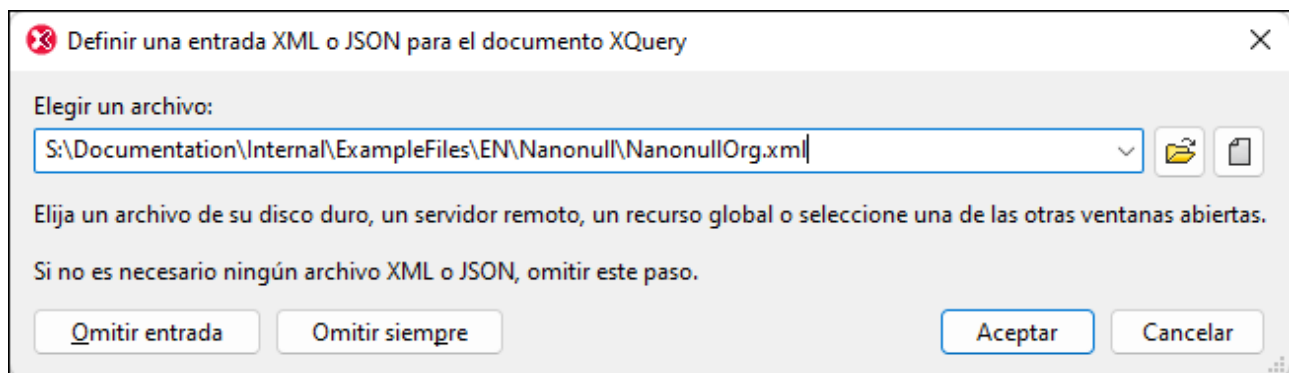 Definir una entrada XML o JSON para el documento XQuery
Elegir un archivo:
S:\Documentation\Internal\ExampleFiles\EN\Nanonull\NanonullOrg.xml
Elija un archivo de su disco duro, un servidor remoto, un recurso global o seleccione una de las otras ventanas abiertas.
Si no es necesario ningún archivo XML o JSON, omitir este paso.
Omitir entrada Omitir siempre Aceptar Cancelar